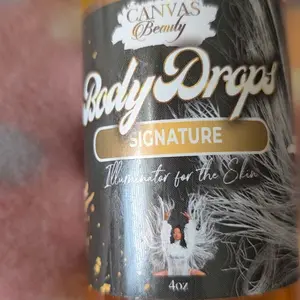 CANVAS
Beauty
Body Drops
SIGNATURE
Illuminator for the Skin
4oz